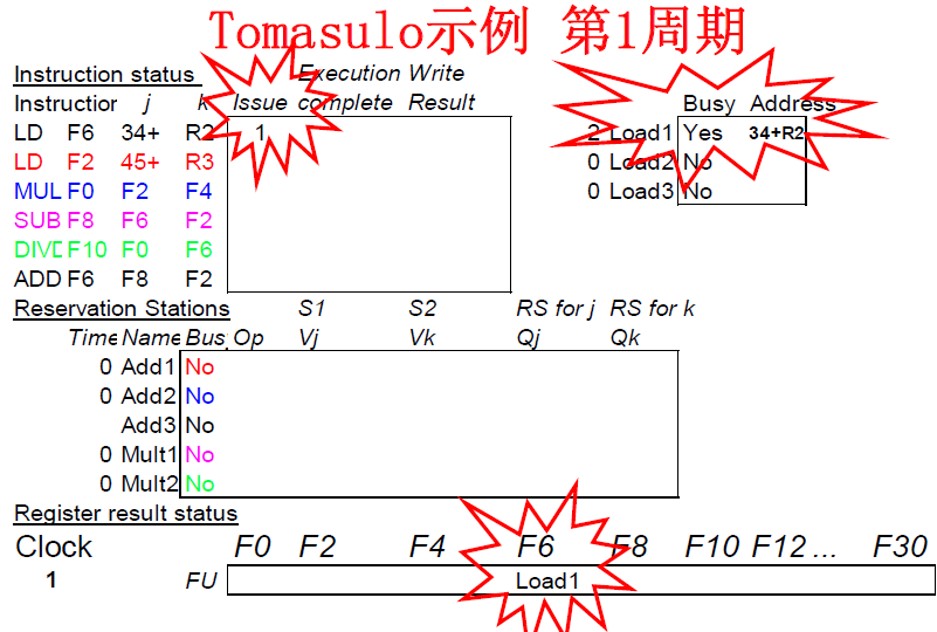 Tomasulo示例 第1周期
Instruction status Execution Write
Instruction j k Issue complete Result Busy Address
LD F6 34+ R2 1 2 Load1 Yes 34+R2
LD F2 45+ R3 0 Load2 No
MUL F0 F2 F4 0 Load3 No
SUB F8 F6 F2
DIVD F10 F0 F6
ADD F6 F8 F2
Reservation Stations S1 S2 RS for j RS for k
Time Name Busy Op Vj Vk Qj Qk
0 Add1 No
0 Add2 No
Add3 No
0 Mult1 No
0 Mult2 No
Register result status
Clock F0 F2 F4 F6 F8 F10 F12 ... F30
1 FU Load1